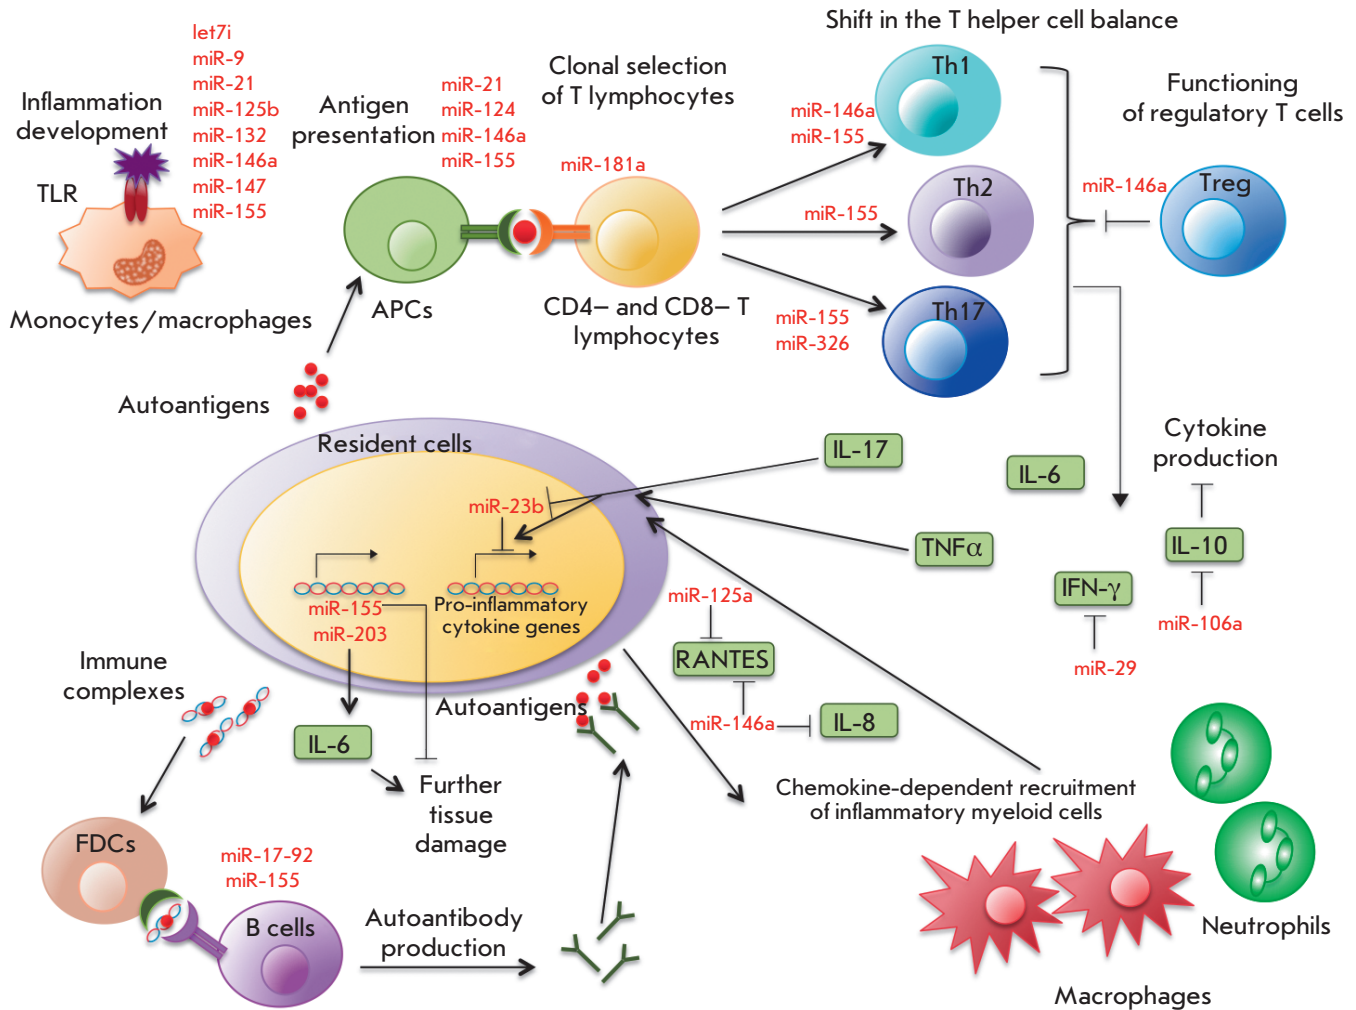 Shift in the T helper cell balance
let7i
miR-9
miR-21
miR-125b
miR-132
miR-146a
miR-147
miR-155
Inflammation
development
TLR
Monocytes/macrophages
Antigen
presentation
miR-21
miR-124
miR-146a
miR-155
APCs
Clonal selection
of T lymphocytes
miR-181a
CD4– and CD8– T
lymphocytes
miR-146a
miR-155
miR-155
miR-155
miR-326
Th1
Th2
Th17
Functioning
of regulatory T cells
miR-146a
Treg
Autoantigens
Resident cells
miR-23b
miR-155
miR-203
Pro-inflammatory
cytokine genes
IL-17
TNFα
IL-6
IFN-γ
miR-29
Cytokine
production
IL-10
miR-106a
miR-125a
RANTES
miR-146a
IL-8
Immune
complexes
IL-6
Further
tissue
damage
Autoantigens
Chemokine-dependent recruitment
of inflammatory myeloid cells
FDCs
miR-17-92
miR-155
B cells
Autoantibody
production
Neutrophils
Macrophages